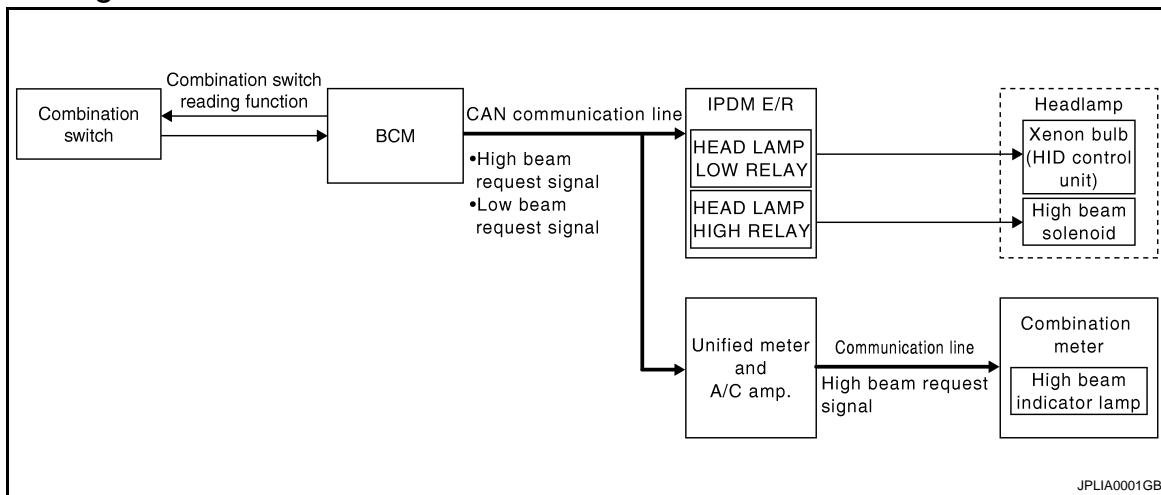 Combination switch
reading function
Combination
switch
BCM
CAN communication line
•High beam
request signal
•Low beam
request signal
IPDM E/R
HEAD LAMP
LOW RELAY
HEAD LAMP
HIGH RELAY
Headlamp
Xenon bulb
(HID control
unit)
High beam
solenoid
Unified meter
and
A/C amp.
Communication line
High beam request
signal
Combination
meter
High beam
indicator lamp
JPLIA0001GB